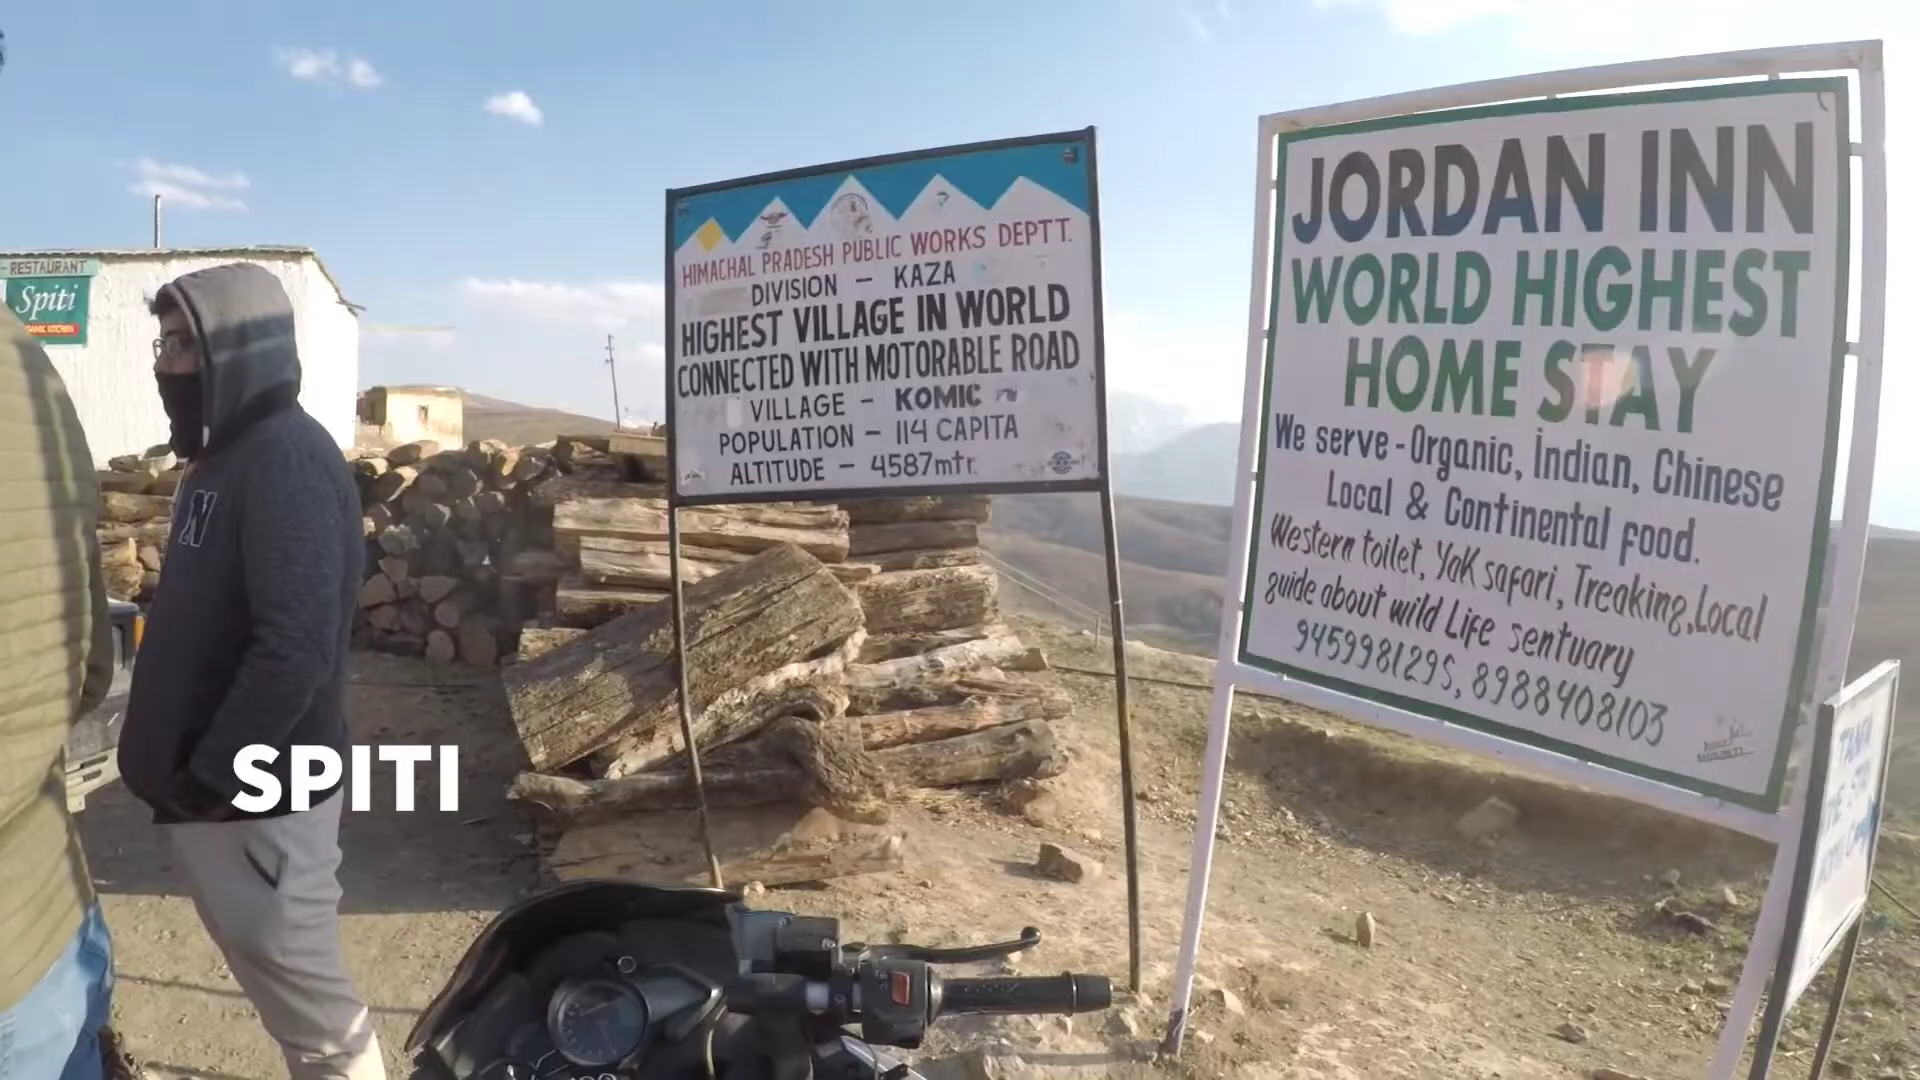 RESTAURANT
Spiti
KITCHEN
HIMACHAL PRADESH PUBLIC WORKS DEPTT.
DIVISION - KAZA
HIGHEST VILLAGE IN WORLD
CONNECTED WITH MOTORABLE ROAD
VILLAGE - KOMIC
POPULATION - 114 CAPITA
ALTITUDE - 4587mtr.
JORDAN INN
WORLD HIGHEST
HOME STAY
We serve - Organic, Indian, Chinese
Local & Continental food.
Western toilet, Yak safari, Treaking, Local
guide about wild Life sentuary
9459981295, 8988408103
SPITI
N